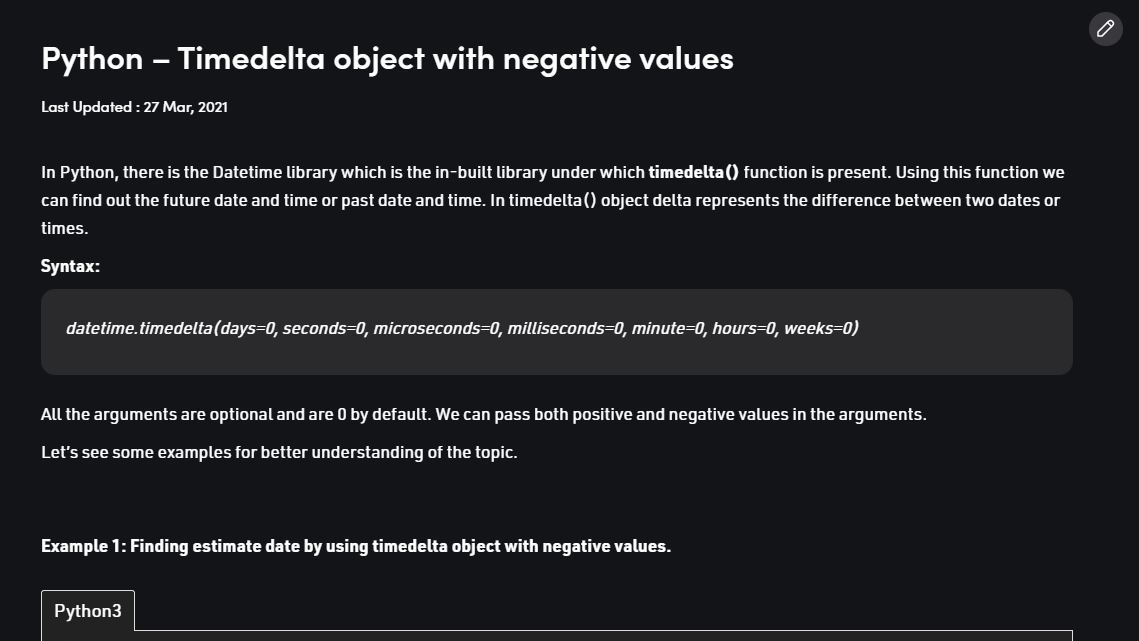 Python – Timedelta object with negative values
Last Updated : 27 Mar, 2021
In Python, there is the Datetime library which is the in-built library under which timedelta() function is present. Using this function we
can find out the future date and time or past date and time. In timedelta() object delta represents the difference between two dates or
times.
Syntax:
datetime.timedelta(days=0, seconds=0, microseconds=0, milliseconds=0, minute=0, hours=0, weeks=0)
All the arguments are optional and are 0 by default. We can pass both positive and negative values in the arguments.
Let’s see some examples for better understanding of the topic.
Example 1: Finding estimate date by using timedelta object with negative values.
Python3